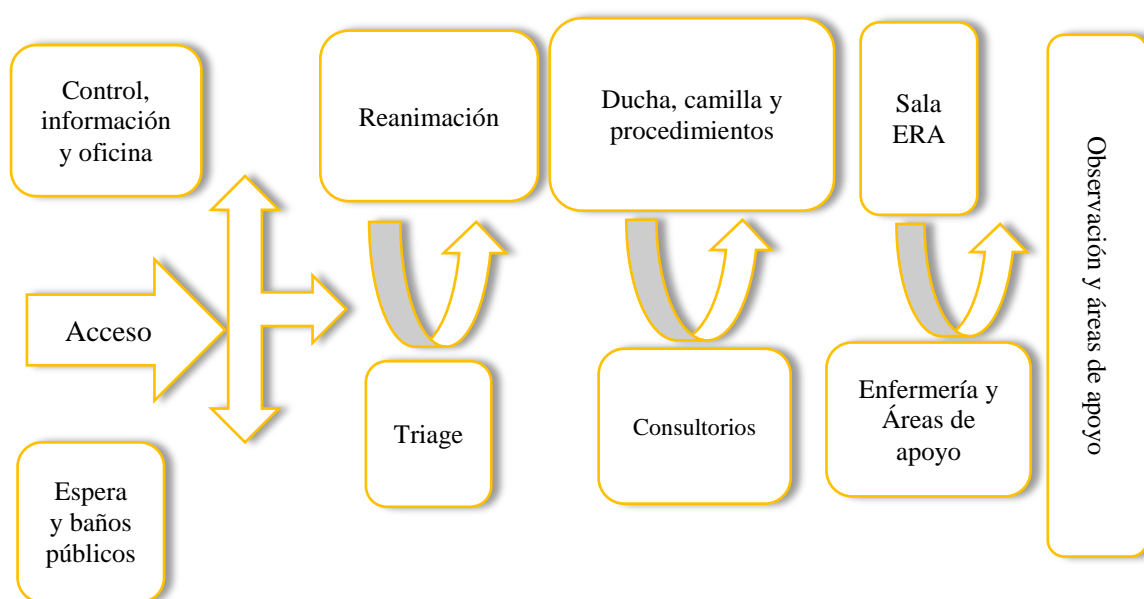 Control,
información
y oficina
Acceso
Espera
y baños
públicos
Reanimación
Triage
Ducha, camilla y
procedimientos
Consultorios
Sala
ERA
Enfermería y
Áreas de
apoyo
Observación y áreas de apoyo